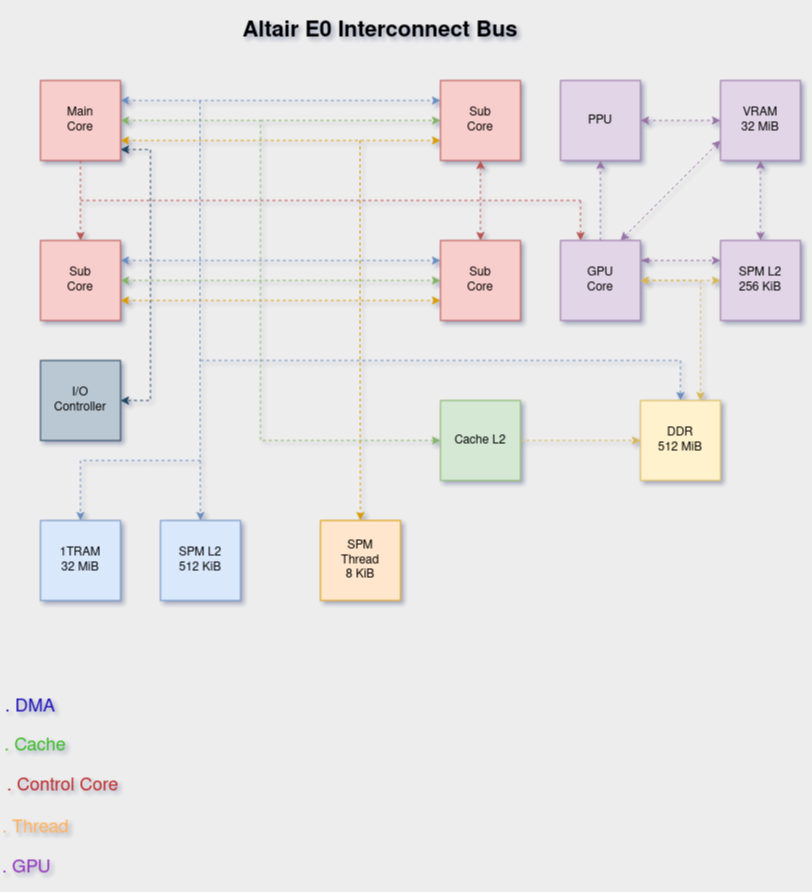 Altair E0 Interconnect Bus
Main
Core
Sub
Core
PPU
VRAM
32 MiB
Sub
Core
Sub
Core
GPU
Core
SPM L2
256 KiB
I/O
Controller
Cache L2
DDR
512 MiB
1TRAM
32 MiB
SPM L2
512 KiB
SPM
Thread
8 KiB
. DMA
. Cache
. Control Core
. Thread
. GPU